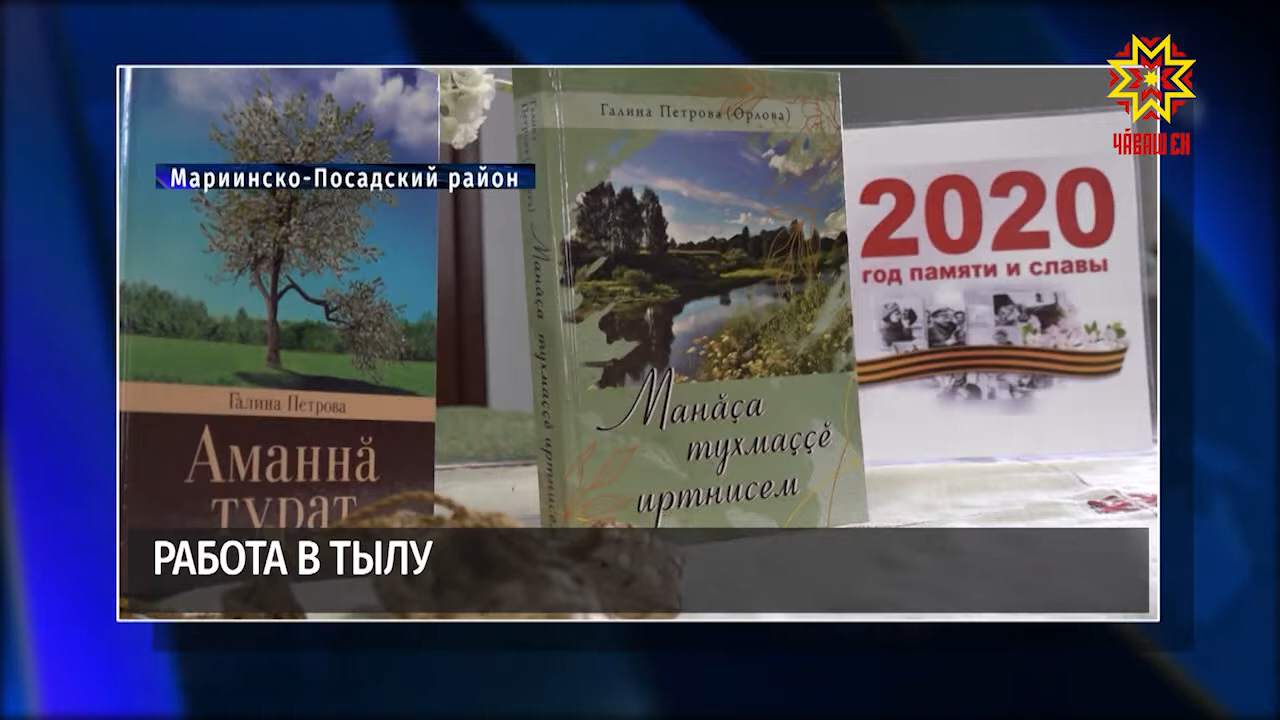 ЧӐВАШ ЕН
Мариинско-Посадский район
Галина Петрова
Аманнӑ
турат
Галина Петрова (Орлова)
Манӑҫа
тухмаҫҫӗ
иртнисем
2020
год памяти и славы
РАБОТА В ТЫЛУ